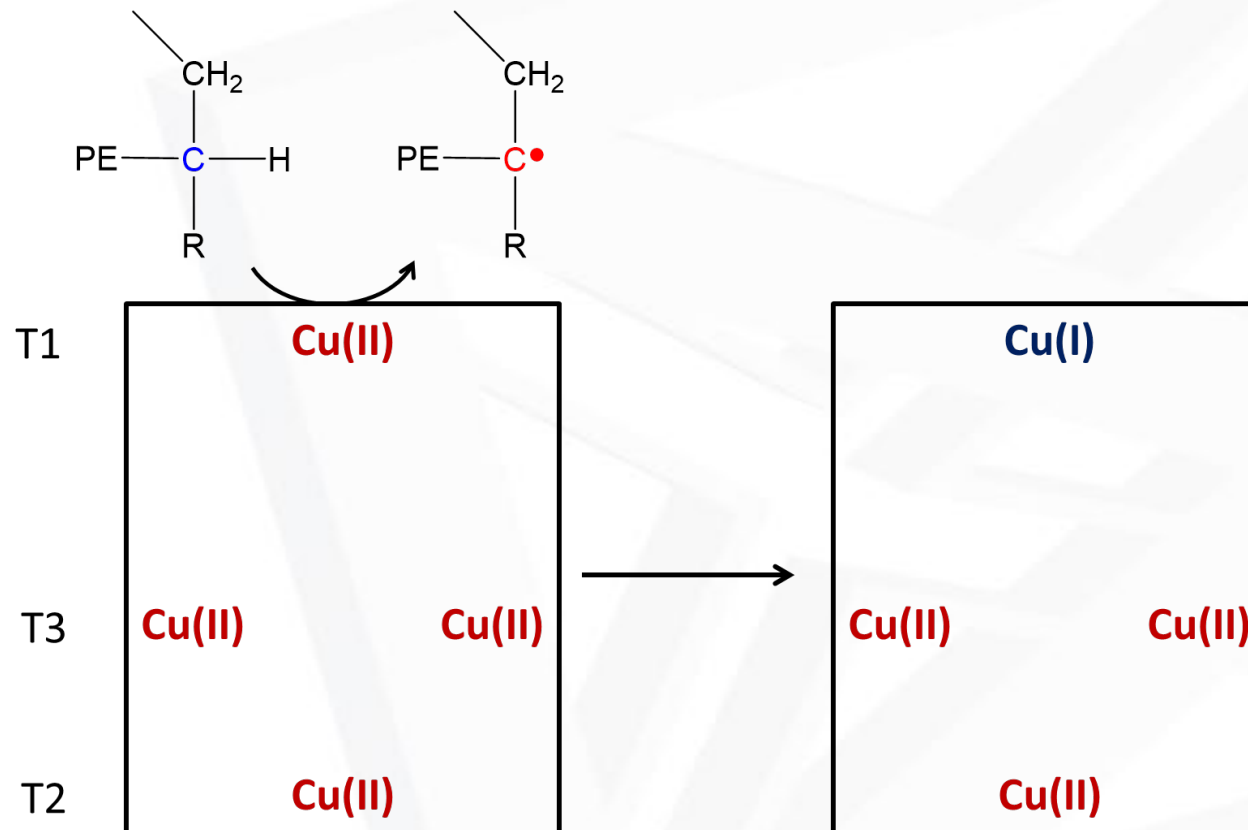 CH₂ CH₂
PE C H PE C•
R R
T1 Cu(II) Cu(I)
T3 Cu(II) Cu(II) Cu(II) Cu(II)
T2 Cu(II) Cu(II)